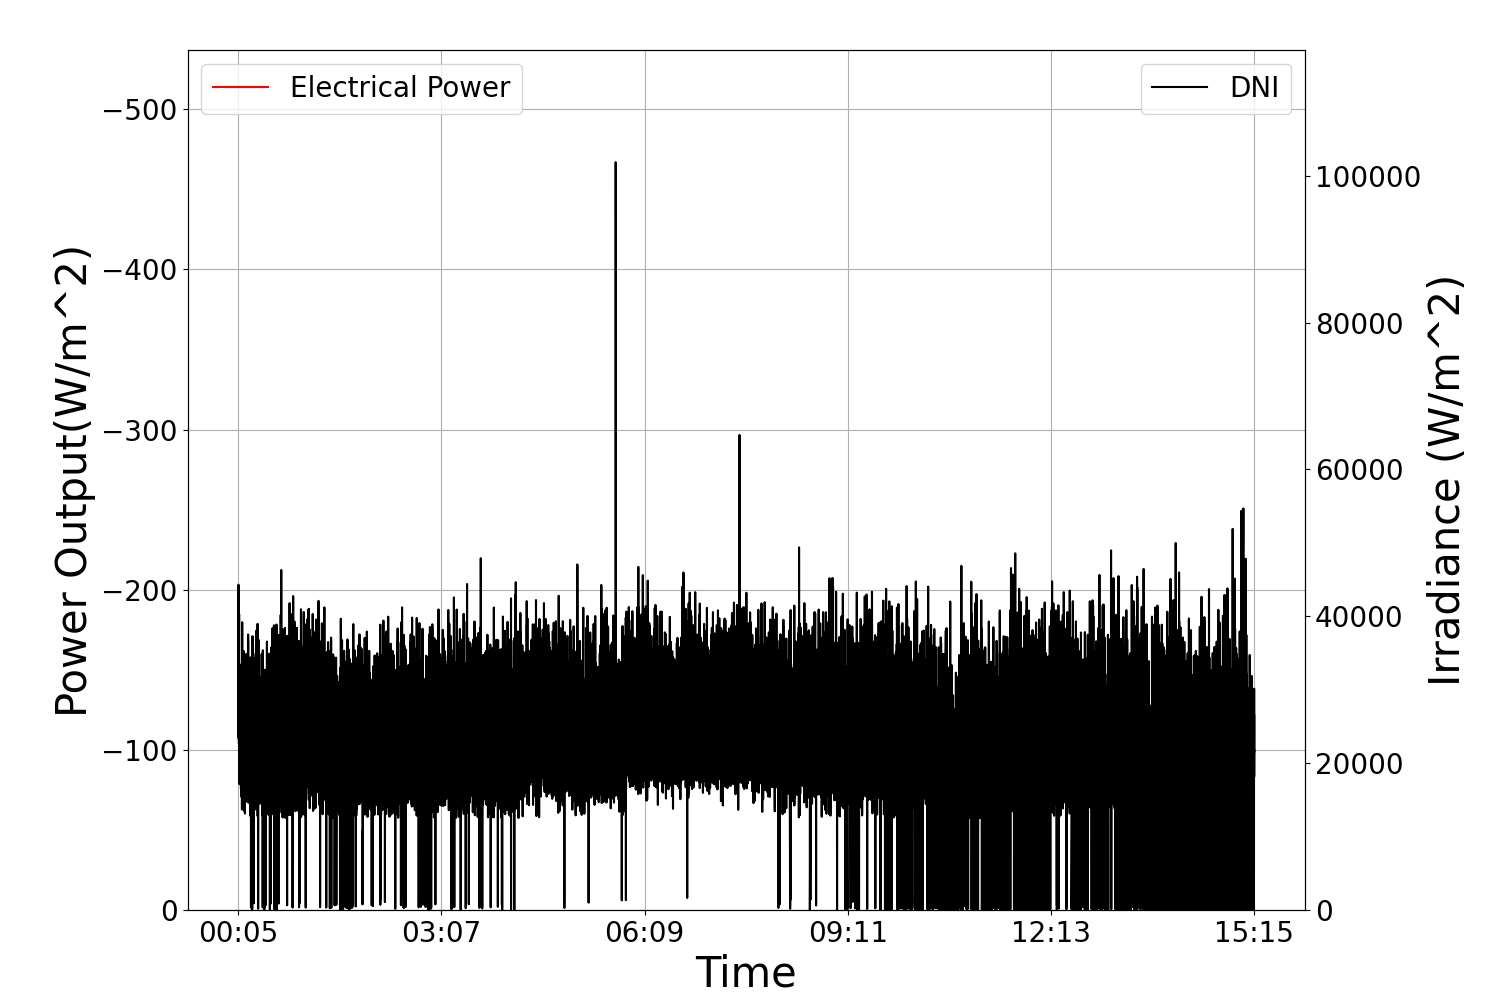 Electrical Power
DNI
−500
−400
−300
−200
−100
0
Power Output(W/m^2)
100000
80000
60000
40000
20000
0
Irradiance (W/m^2)
00:05 03:07 06:09 09:11 12:13 15:15
Time